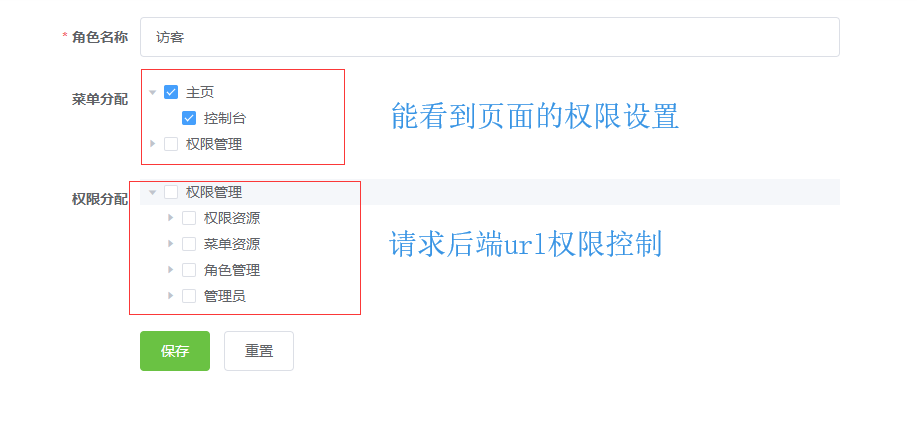 * 角色名称
访客
菜单分配
主页
控制台
权限管理
能看到页面的权限设置
权限分配
权限管理
权限资源
菜单资源
角色管理
管理员
请求后端url权限控制
保存
重置